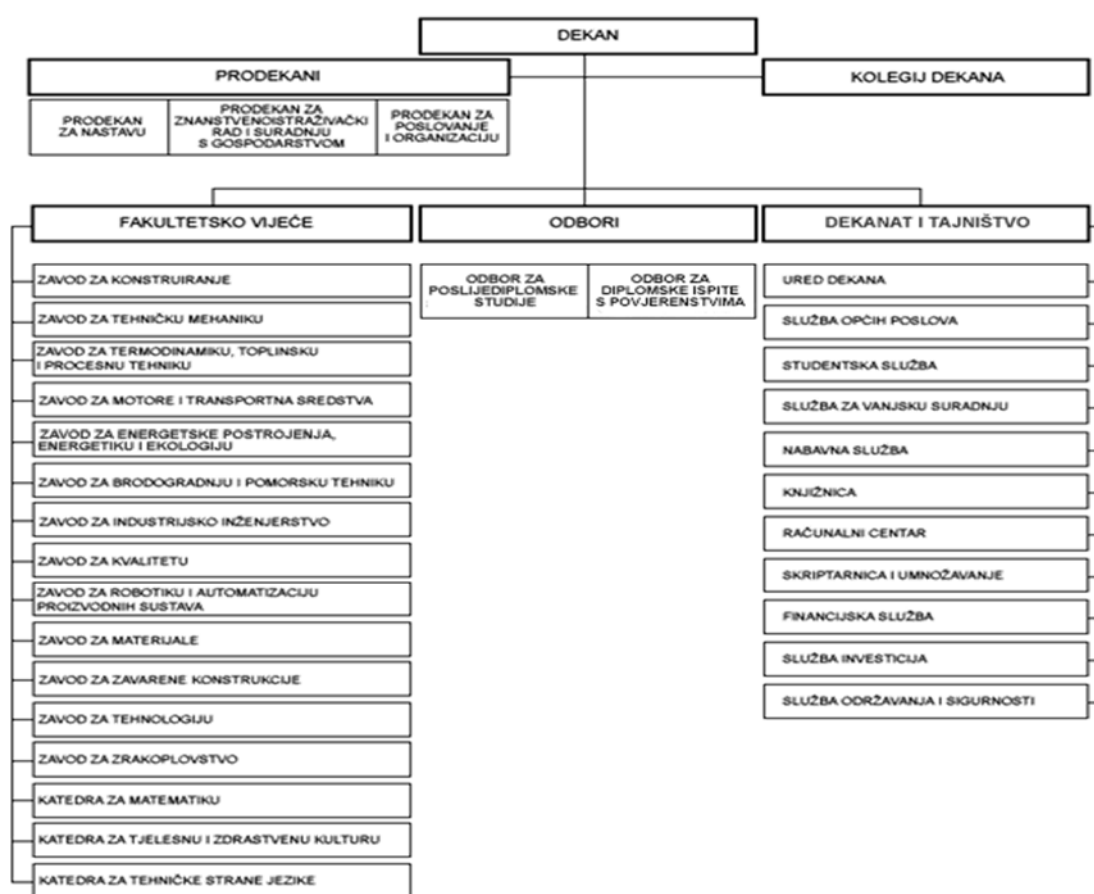 DEKAN
PRODEKANI
KOLEGIJ DEKANA
PRODEKAN
ZA NASTAVU
PRODEKAN ZA
ZNANSTVENOISTRAŽIVAČKI
RAD I SURADNJU
S GOSPODARSTVOM
PRODEKAN ZA
POSLOVANJE
I ORGANIZACIJU
FAKULTETSKO VIJEĆE
ZAVOD ZA KONSTRUIRANJE
ZAVOD ZA TEHNIČKU MEHANIKU
ZAVOD ZA TERMODINAMIKU, TOPLINSKU
I PROCESNU TEHNIKU
ZAVOD ZA MOTORE I TRANSPORTNA SREDSTVA
ZAVOD ZA ENERGETSKE POSTROJENJA,
ENERGETIKU I EKOLOGIJU
ZAVOD ZA BRODOGRADNJU I POMORSKU TEHNIKU
ZAVOD ZA INDUSTRIJSKO INŽENJERSTVO
ZAVOD ZA KVALITETU
ZAVOD ZA ROBOTIKU I AUTOMATIZACIJU
PROIZVODNIH SUSTAVA
ZAVOD ZA MATERIJALE
ZAVOD ZA ZAVARENE KONSTRUKCIJE
ZAVOD ZA TEHNOLOGIJU
ZAVOD ZA ZRAKOPLOVSTVO
KATEDRA ZA MATEMATIKU
KATEDRA ZA TJELESNU I ZDRASTVENU KULTURU
KATEDRA ZA TEHNIČKE STRANE JEZIKE
ODBORI
ODBOR ZA
POSLIJEDIPLOMSKE
STUDIJE
ODBOR ZA
DIPLOMSKE ISPITE
S POVJERENSTVIMA
DEKANAT I TAJNIŠTVO
URED DEKANA
SLUŽBA OPĆIH POSLOVA
STUDENTSKA SLUŽBA
SLUŽBA ZA VANJSKU SURADNJU
NABAVNA SLUŽBA
KNJIŽNICA
RAČUNALNI CENTAR
SKRIPTARNICA I UMNOŽAVANJE
FINANCIJSKA SLUŽBA
SLUŽBA INVESTICIJA
SLUŽBA ODRŽAVANJA I SIGURNOSTI